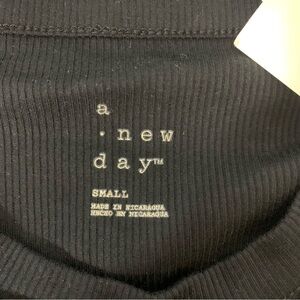 a
· new
day™
SMALL
MADE IN NICARAGUA
HECHO EN NICARAGUA